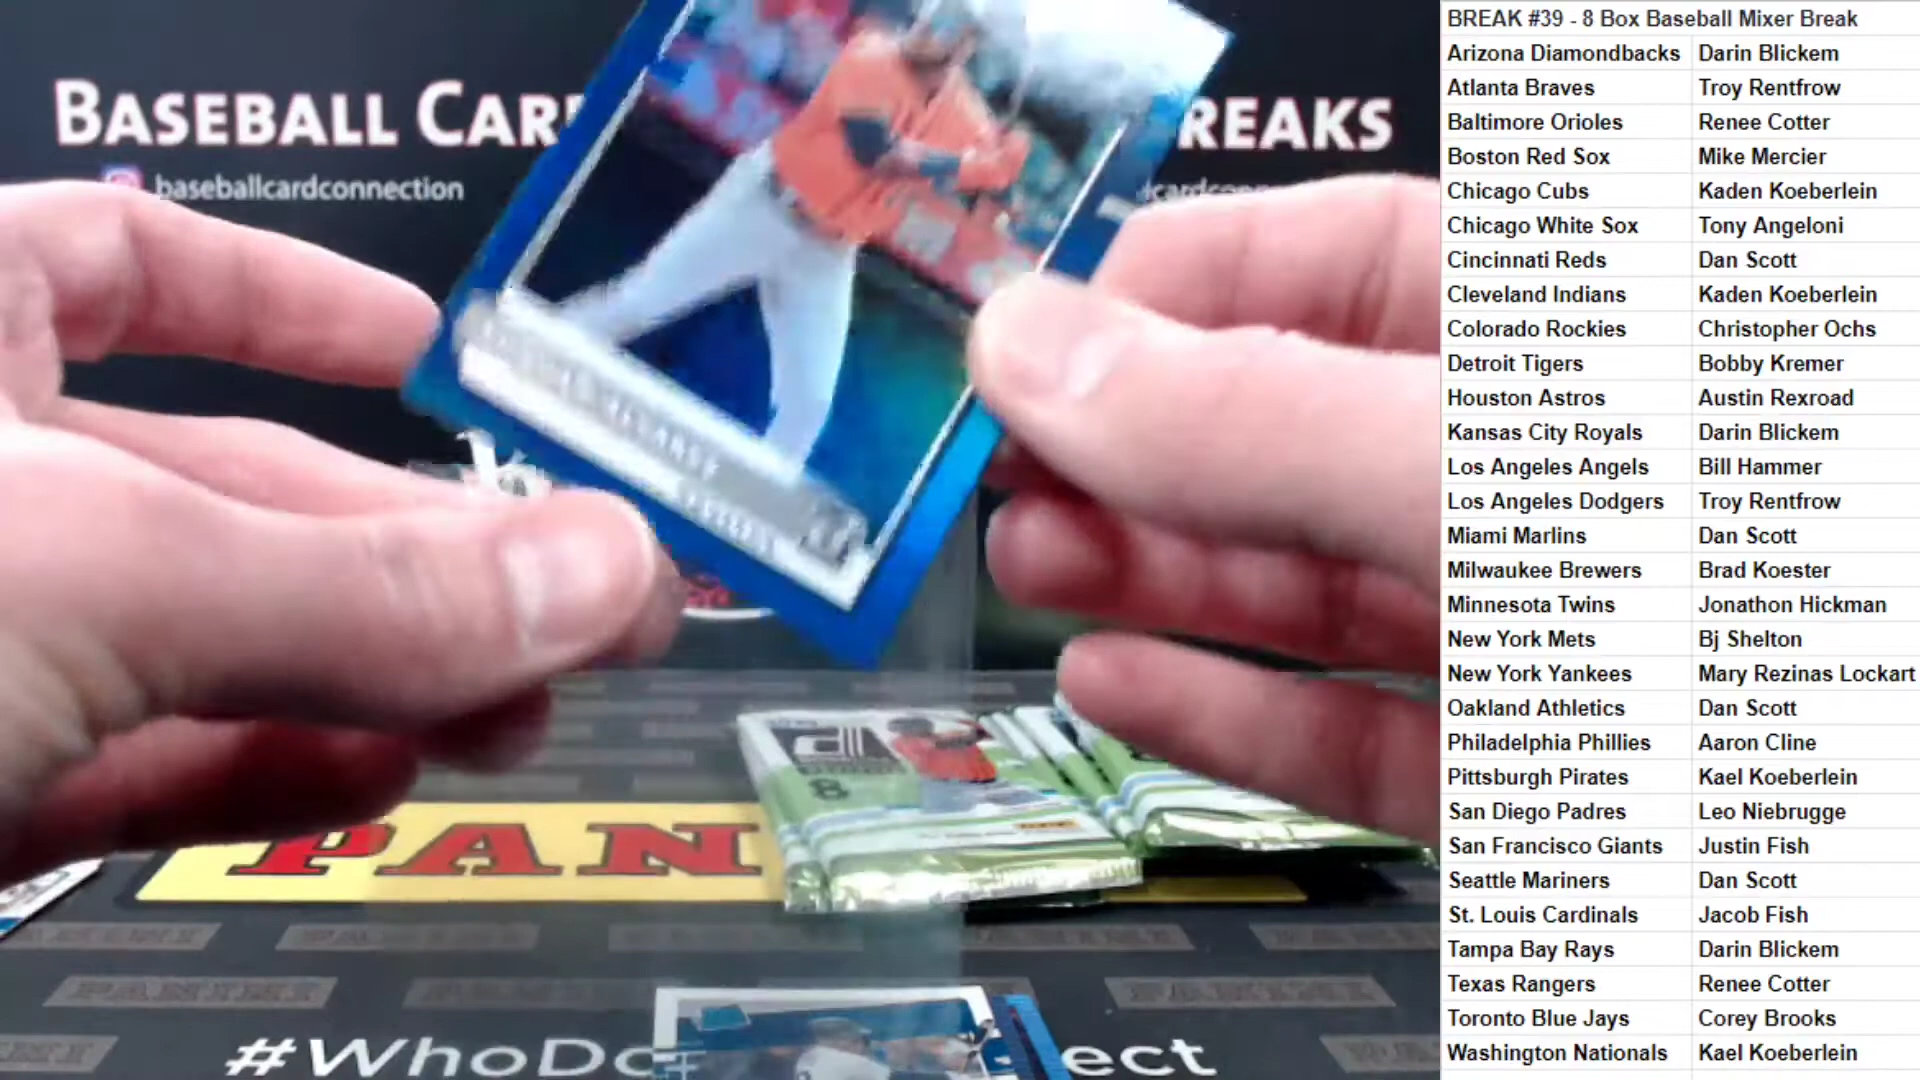 BREAK #39 - 8 Box Baseball Mixer Break
Arizona Diamondbacks Darin Blickem
Atlanta Braves Troy Rentfrow
Baltimore Orioles Renee Cotter
Boston Red Sox Mike Mercier
Chicago Cubs Kaden Koeberlein
Chicago White Sox Tony Angeloni
Cincinnati Reds Dan Scott
Cleveland Indians Kaden Koeberlein
Colorado Rockies Christopher Ochs
Detroit Tigers Bobby Kremer
Houston Astros Austin Rexroad
Kansas City Royals Darin Blickem
Los Angeles Angels Bill Hammer
Los Angeles Dodgers Troy Rentfrow
Miami Marlins Dan Scott
Milwaukee Brewers Brad Koester
Minnesota Twins Jonathon Hickman
New York Mets Bj Shelton
New York Yankees Mary Rezinas Lockart
Oakland Athletics Dan Scott
Philadelphia Phillies Aaron Cline
Pittsburgh Pirates Kael Koeberlein
San Diego Padres Leo Niebrugge
San Francisco Giants Justin Fish
Seattle Mariners Dan Scott
St. Louis Cardinals Jacob Fish
Tampa Bay Rays Darin Blickem
Texas Rangers Renee Cotter
Toronto Blue Jays Corey Brooks
Washington Nationals Kael Koeberlein
BASEBALL CAR REAKS
baseballcardconnection
8
PAN
PANINI PANINI
#WhoDo ect